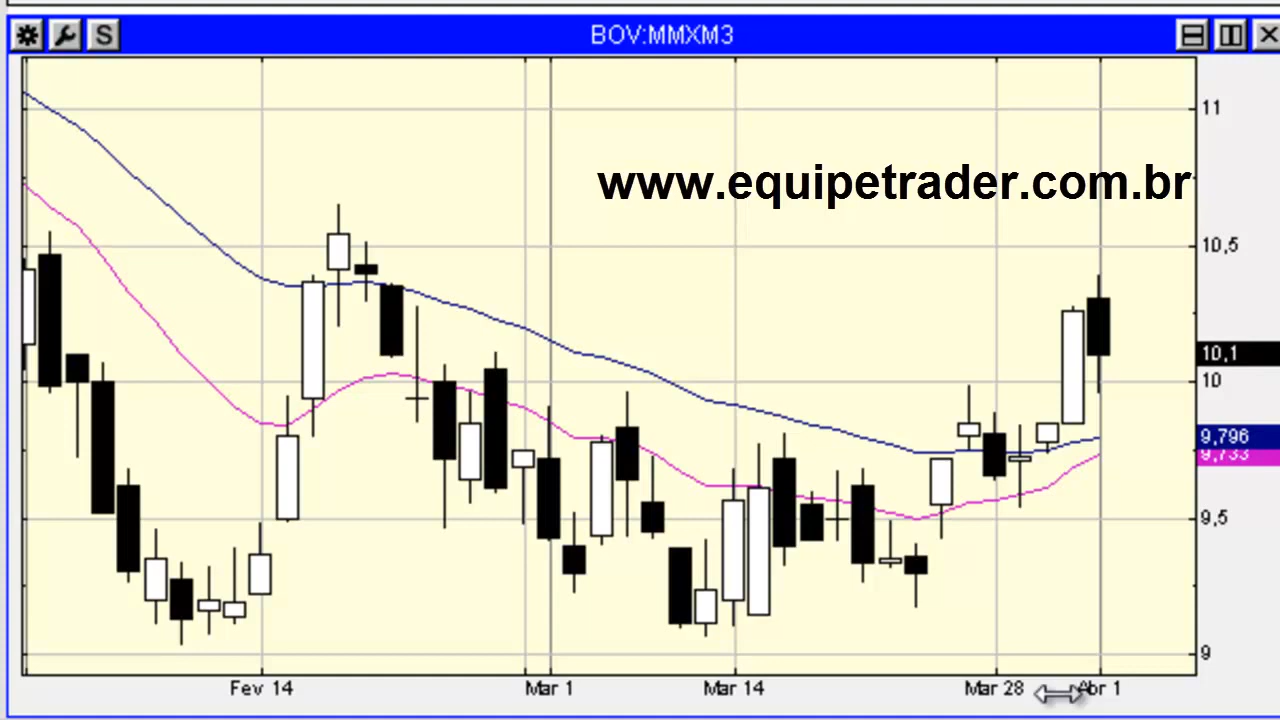 S
BOV:MMXM3
11
www.equipetrader.com.br
10,5
10,1
10
9,796
9,733
9,5
9
Fev 14
Mar 1
Mar 14
Mar 28
Abr 1